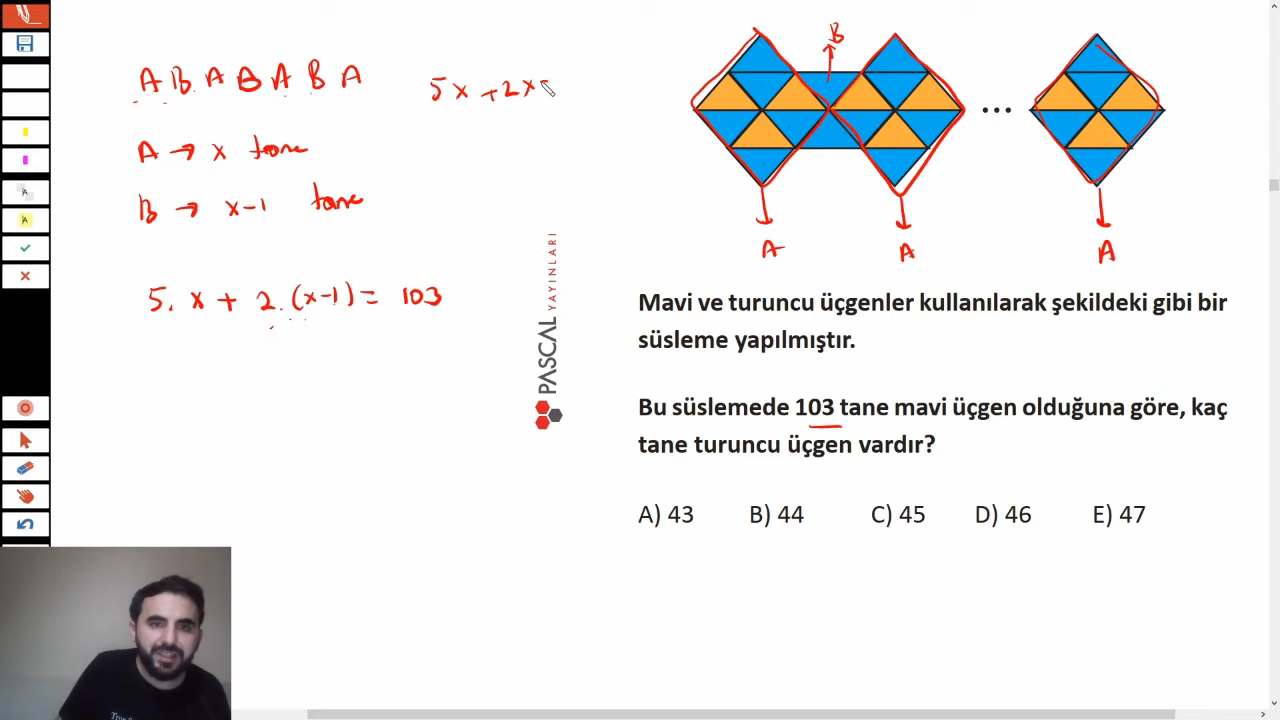 A B A B A B A
5x + 2x
A → x tane
B → x-1 tane
5. x + 2. (x-1) = 103
B
A
A
A
PASCAL YAYINLARI
Mavi ve turuncu üçgenler kullanılarak şekildeki gibi bir
süsleme yapılmıştır.
Bu süslemede 103 tane mavi üçgen olduğuna göre, kaç
tane turuncu üçgen vardır?
A) 43 B) 44 C) 45 D) 46 E) 47